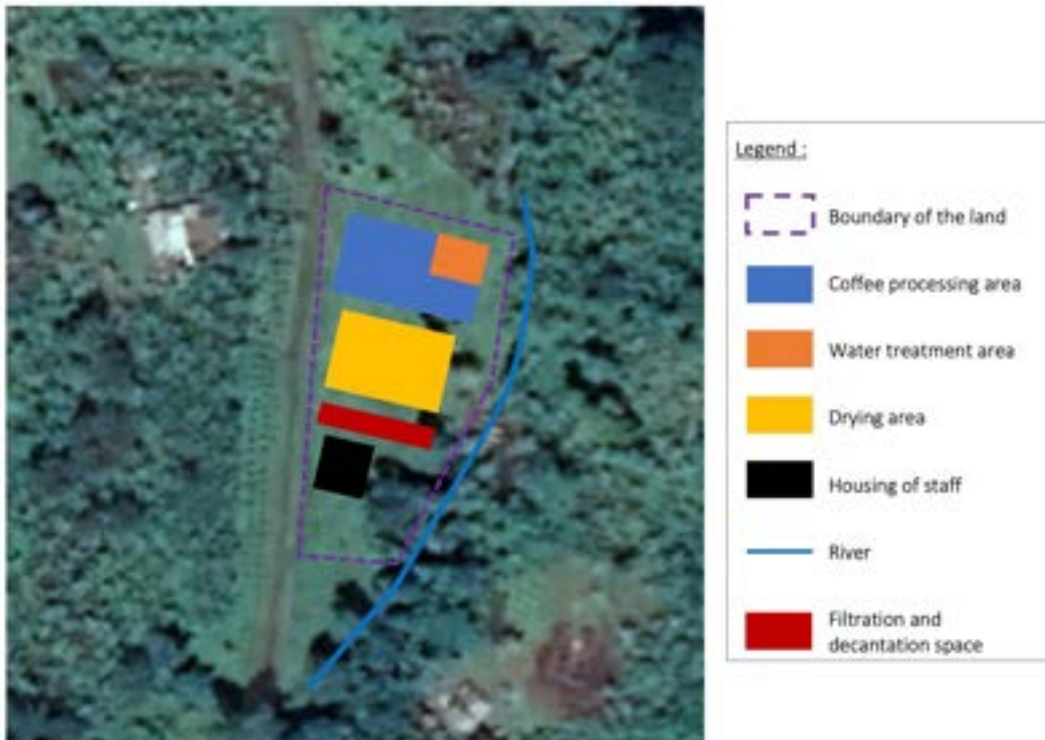 Legend :
Boundary of the land
Coffee processing area
Water treatment area
Drying area
Housing of staff
River
Filtration and
decantation space